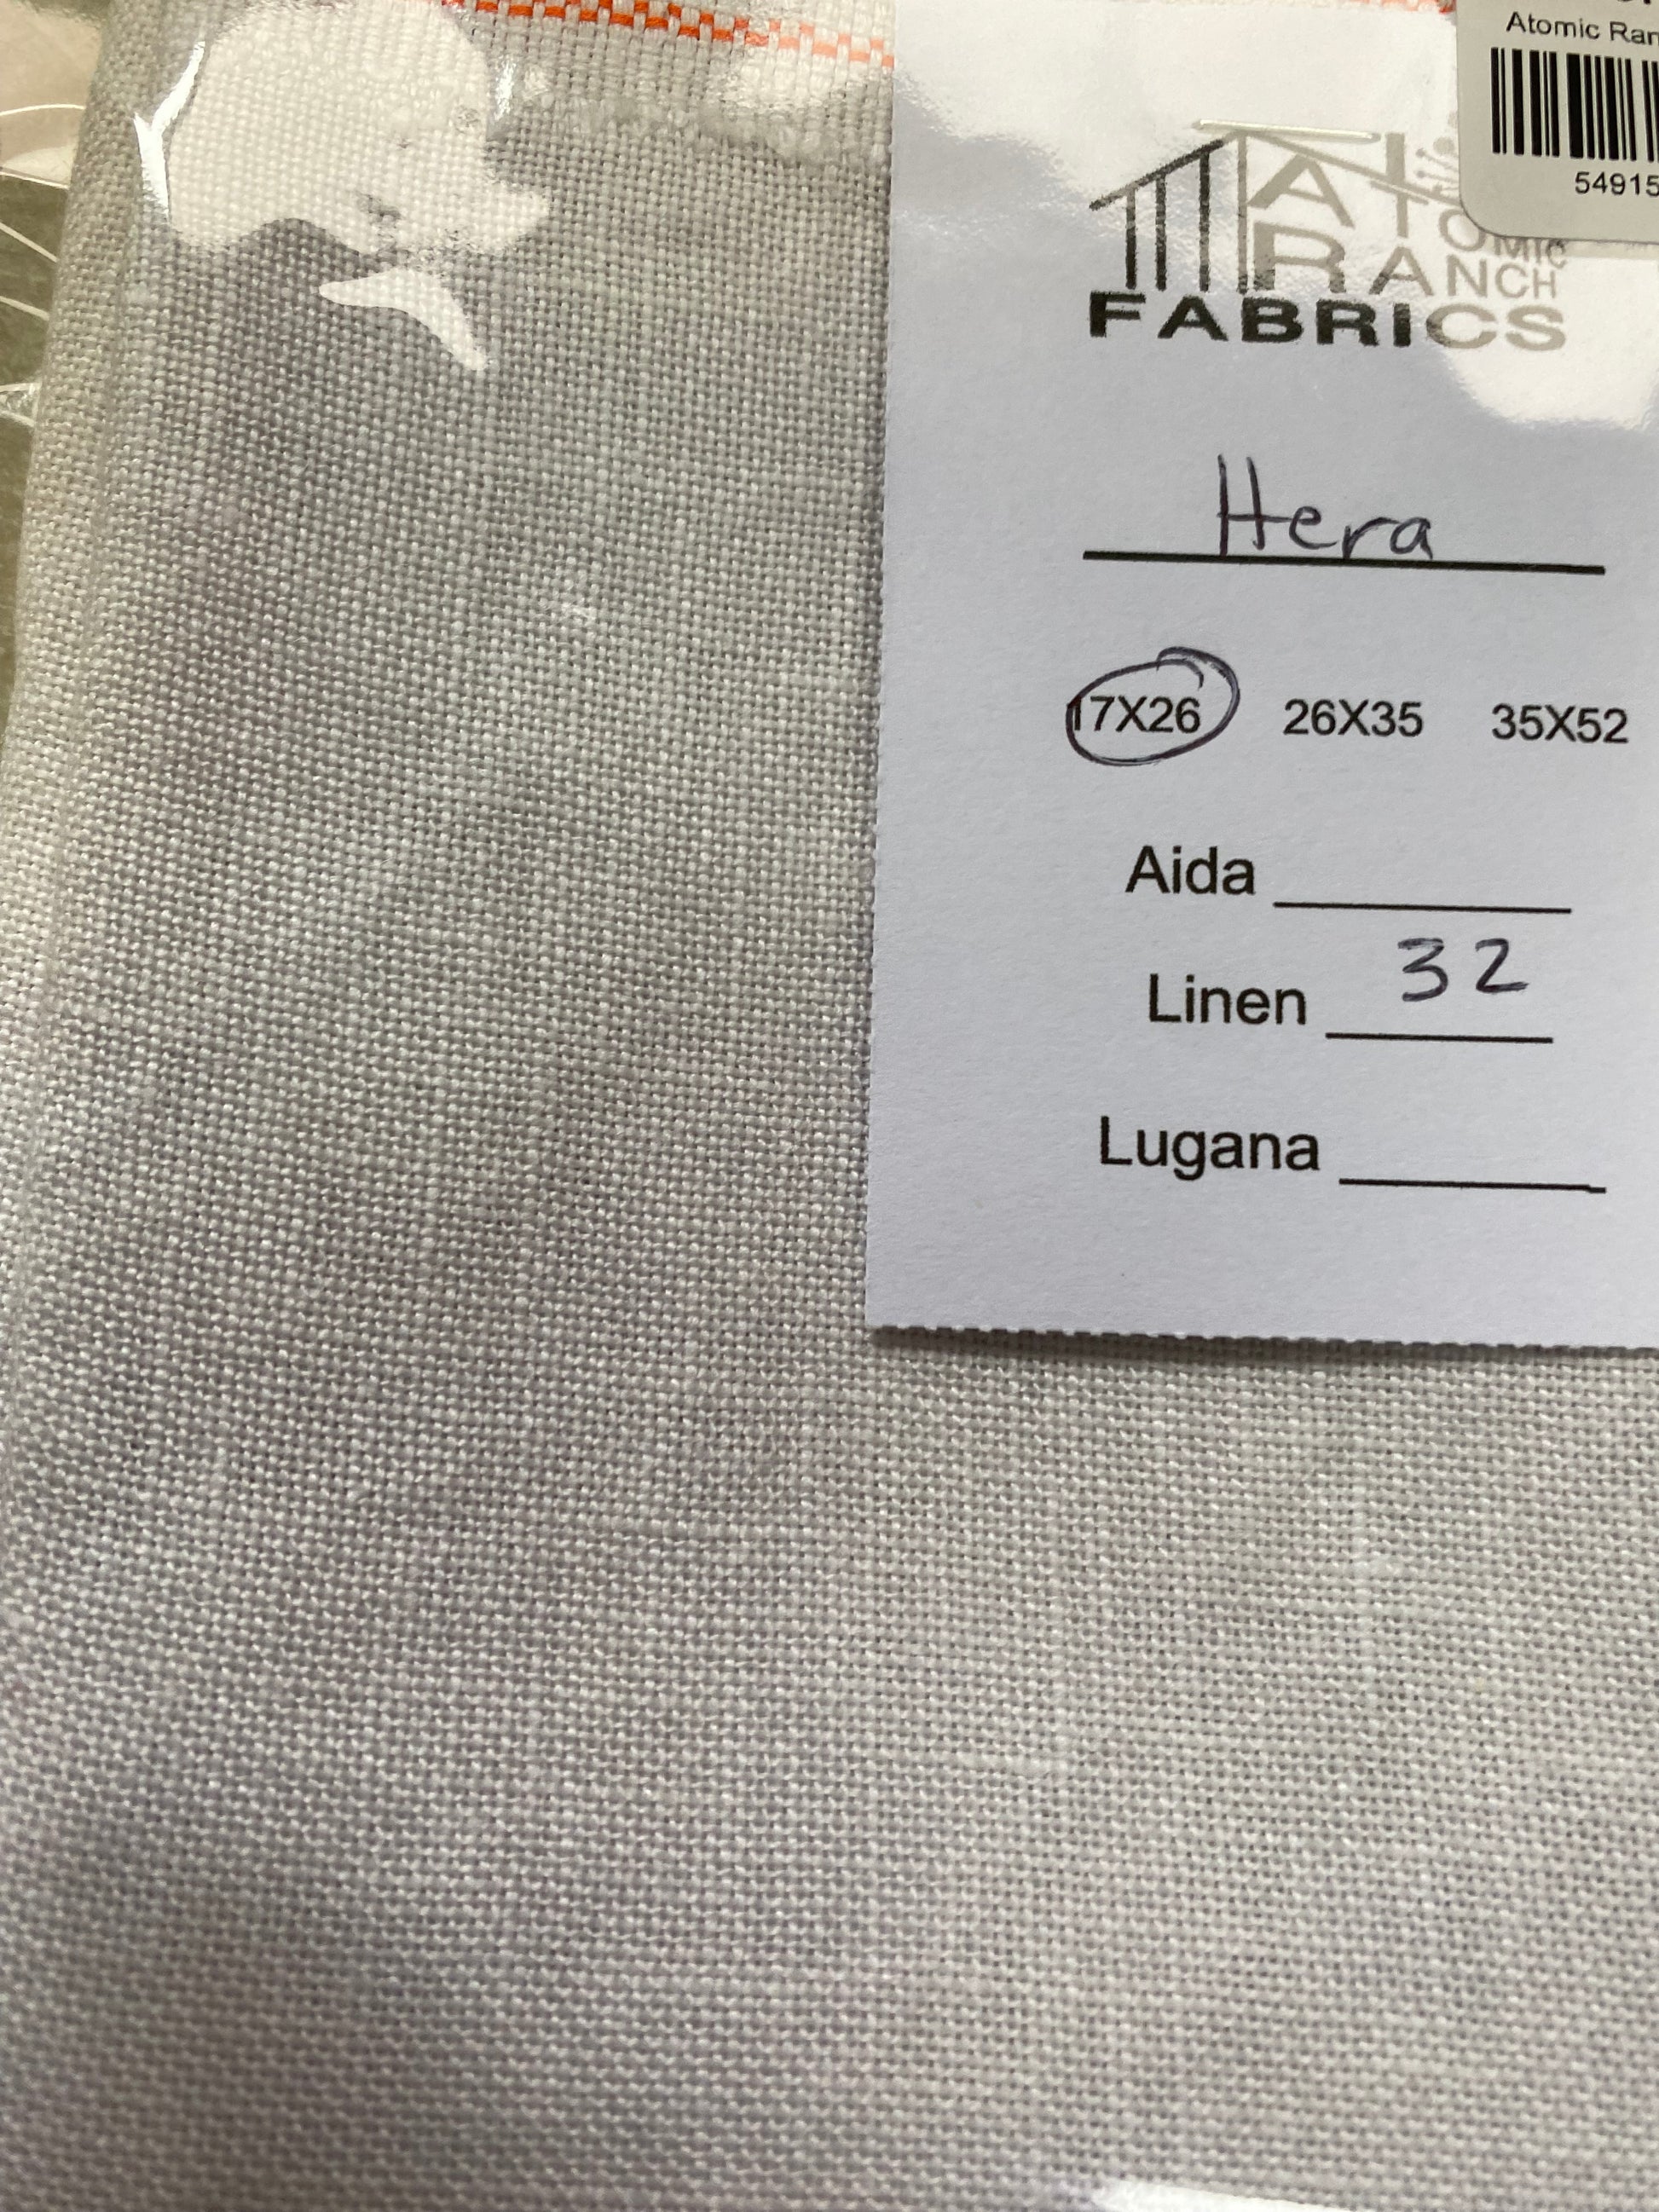 Atomic Ran
54915
ATOMIC
RANCH
FABRICS
Hera
17X26 26X35 35X52
Aida
Linen 32
Lugana